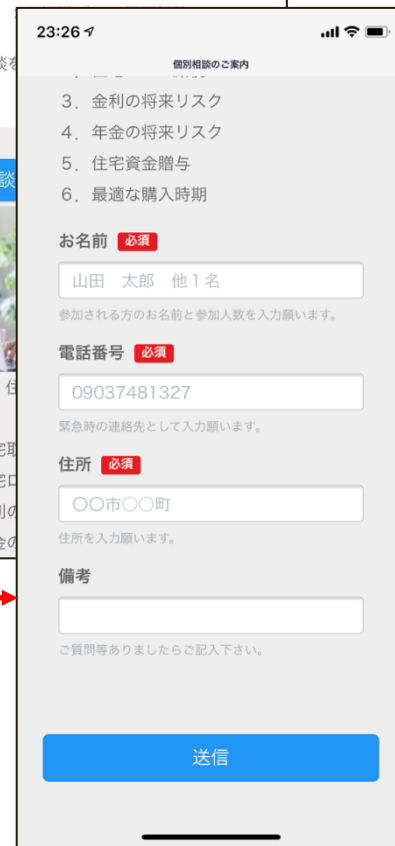 23:26
個別相談のご案内
3. 金利の将来リスク
4. 年金の将来リスク
5. 住宅資金贈与
6. 最適な購入時期
お名前 必須
山田 太郎 他1名
参加される方のお名前と参加人数を入力願います。
電話番号 必須
09037481327
緊急時の連絡先として入力願います。
住所 必須
〇〇市〇〇町
住所を入力願います。
備考
ご質問等ありましたらご記入下さい。
送信